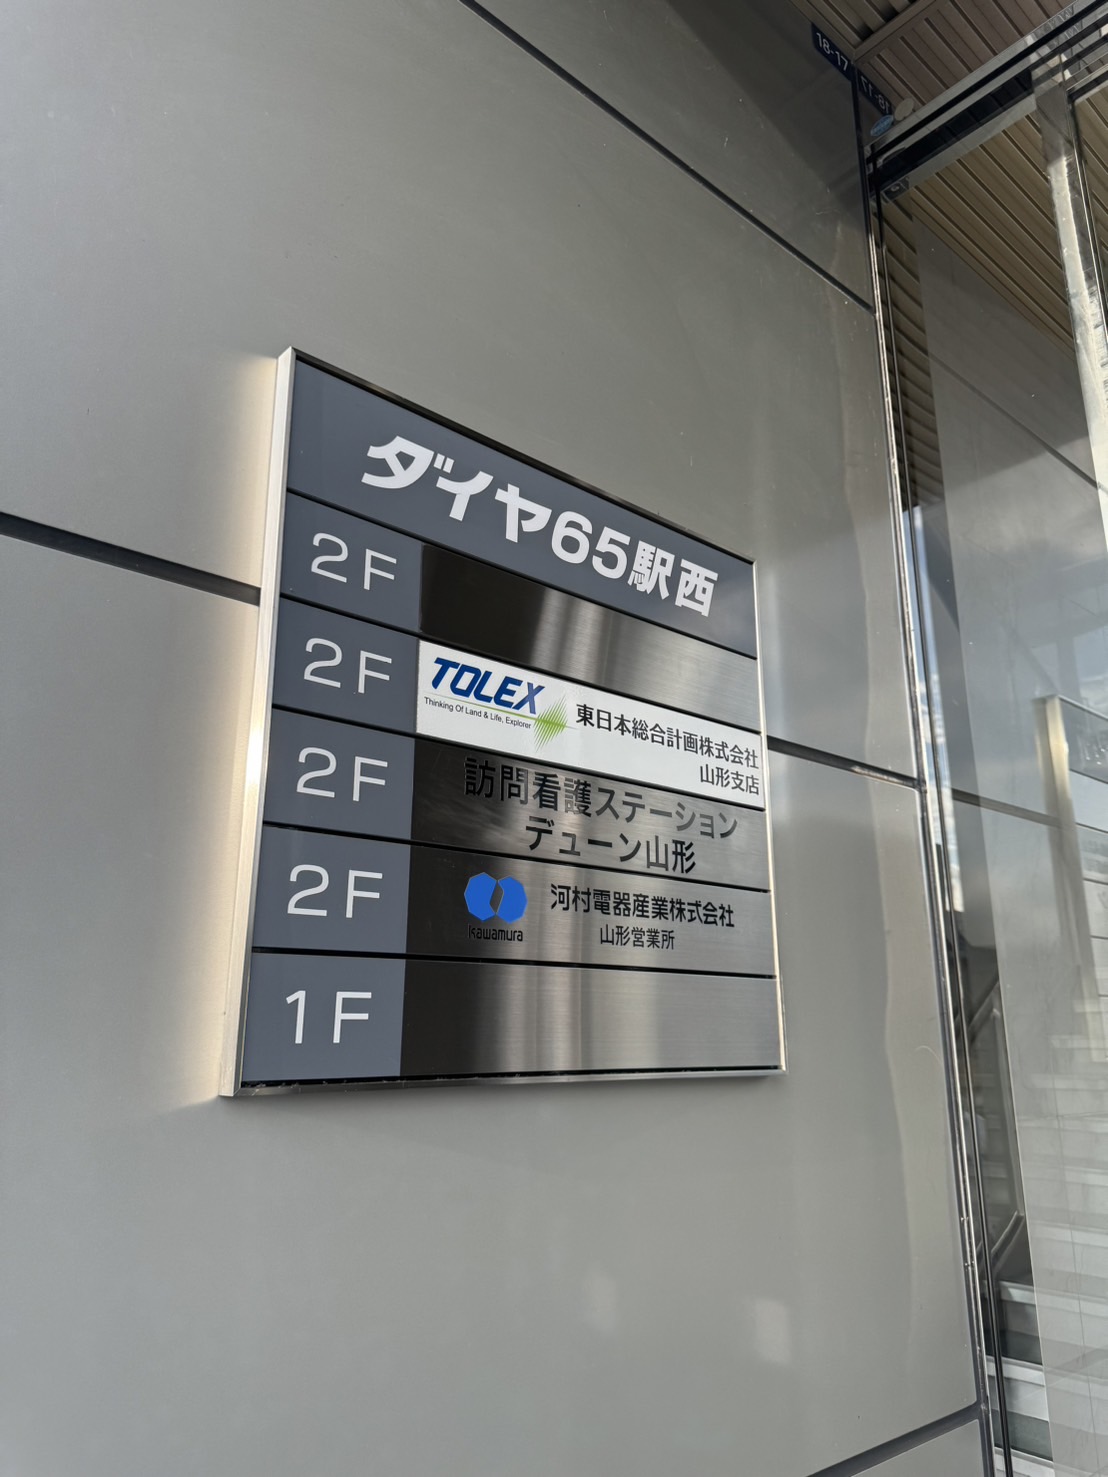 18-17
ダイヤ65駅西
2F
2F
TOLEX
Thinking Of Land & Life, Explorer
東日本総合計画株式会社
山形支店
2F
訪問看護ステーション
デューン山形
2F
kawamura
河村電器産業株式会社
山形営業所
1F